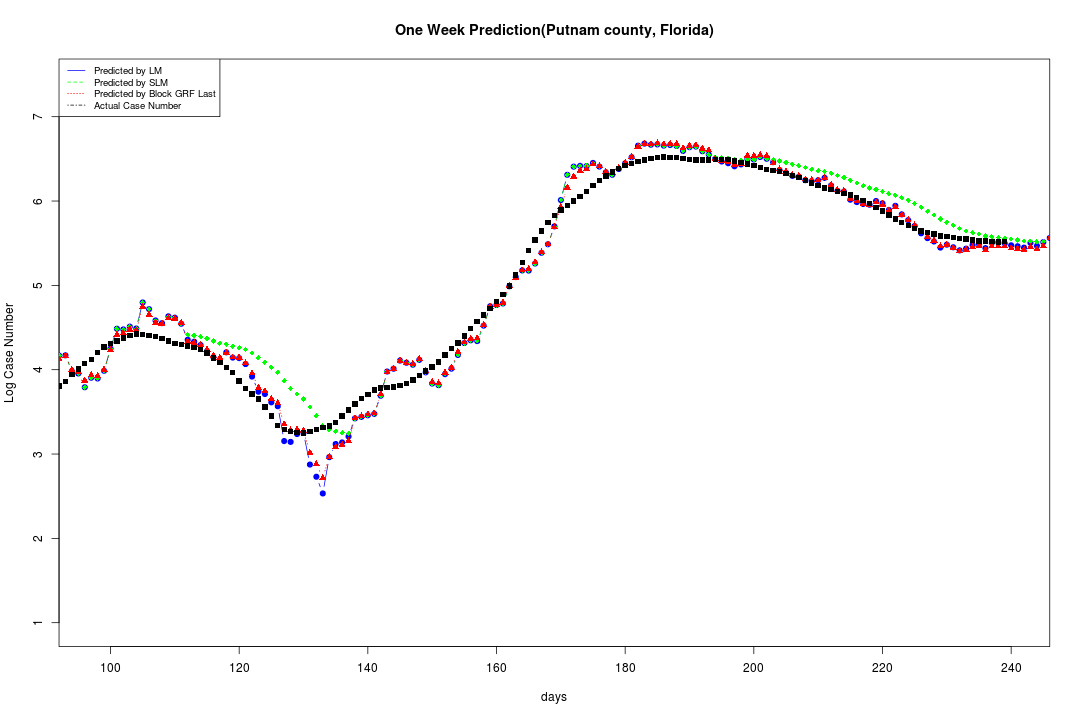 One Week Prediction(Putnam county, Florida)
Predicted by LM
Predicted by SLM
Predicted by Block GRF Last
Actual Case Number
Log Case Number
7
6
5
4
3
2
1
100 120 140 160 180 200 220 240
days